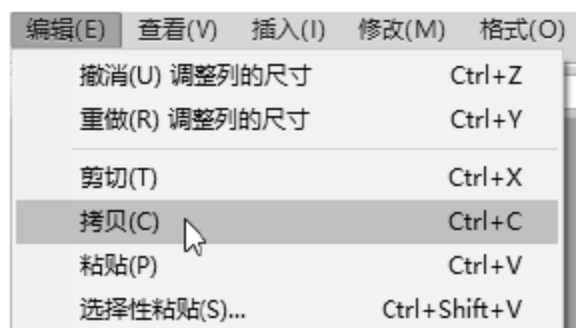 编辑(E) 查看(V) 插入(I) 修改(M) 格式(O)
撤消(U) 调整列的尺寸 Ctrl+Z
重做(R) 调整列的尺寸 Ctrl+Y
剪切(T) Ctrl+X
拷贝(C) Ctrl+C
粘贴(P) Ctrl+V
选择性粘贴(S)... Ctrl+Shift+V